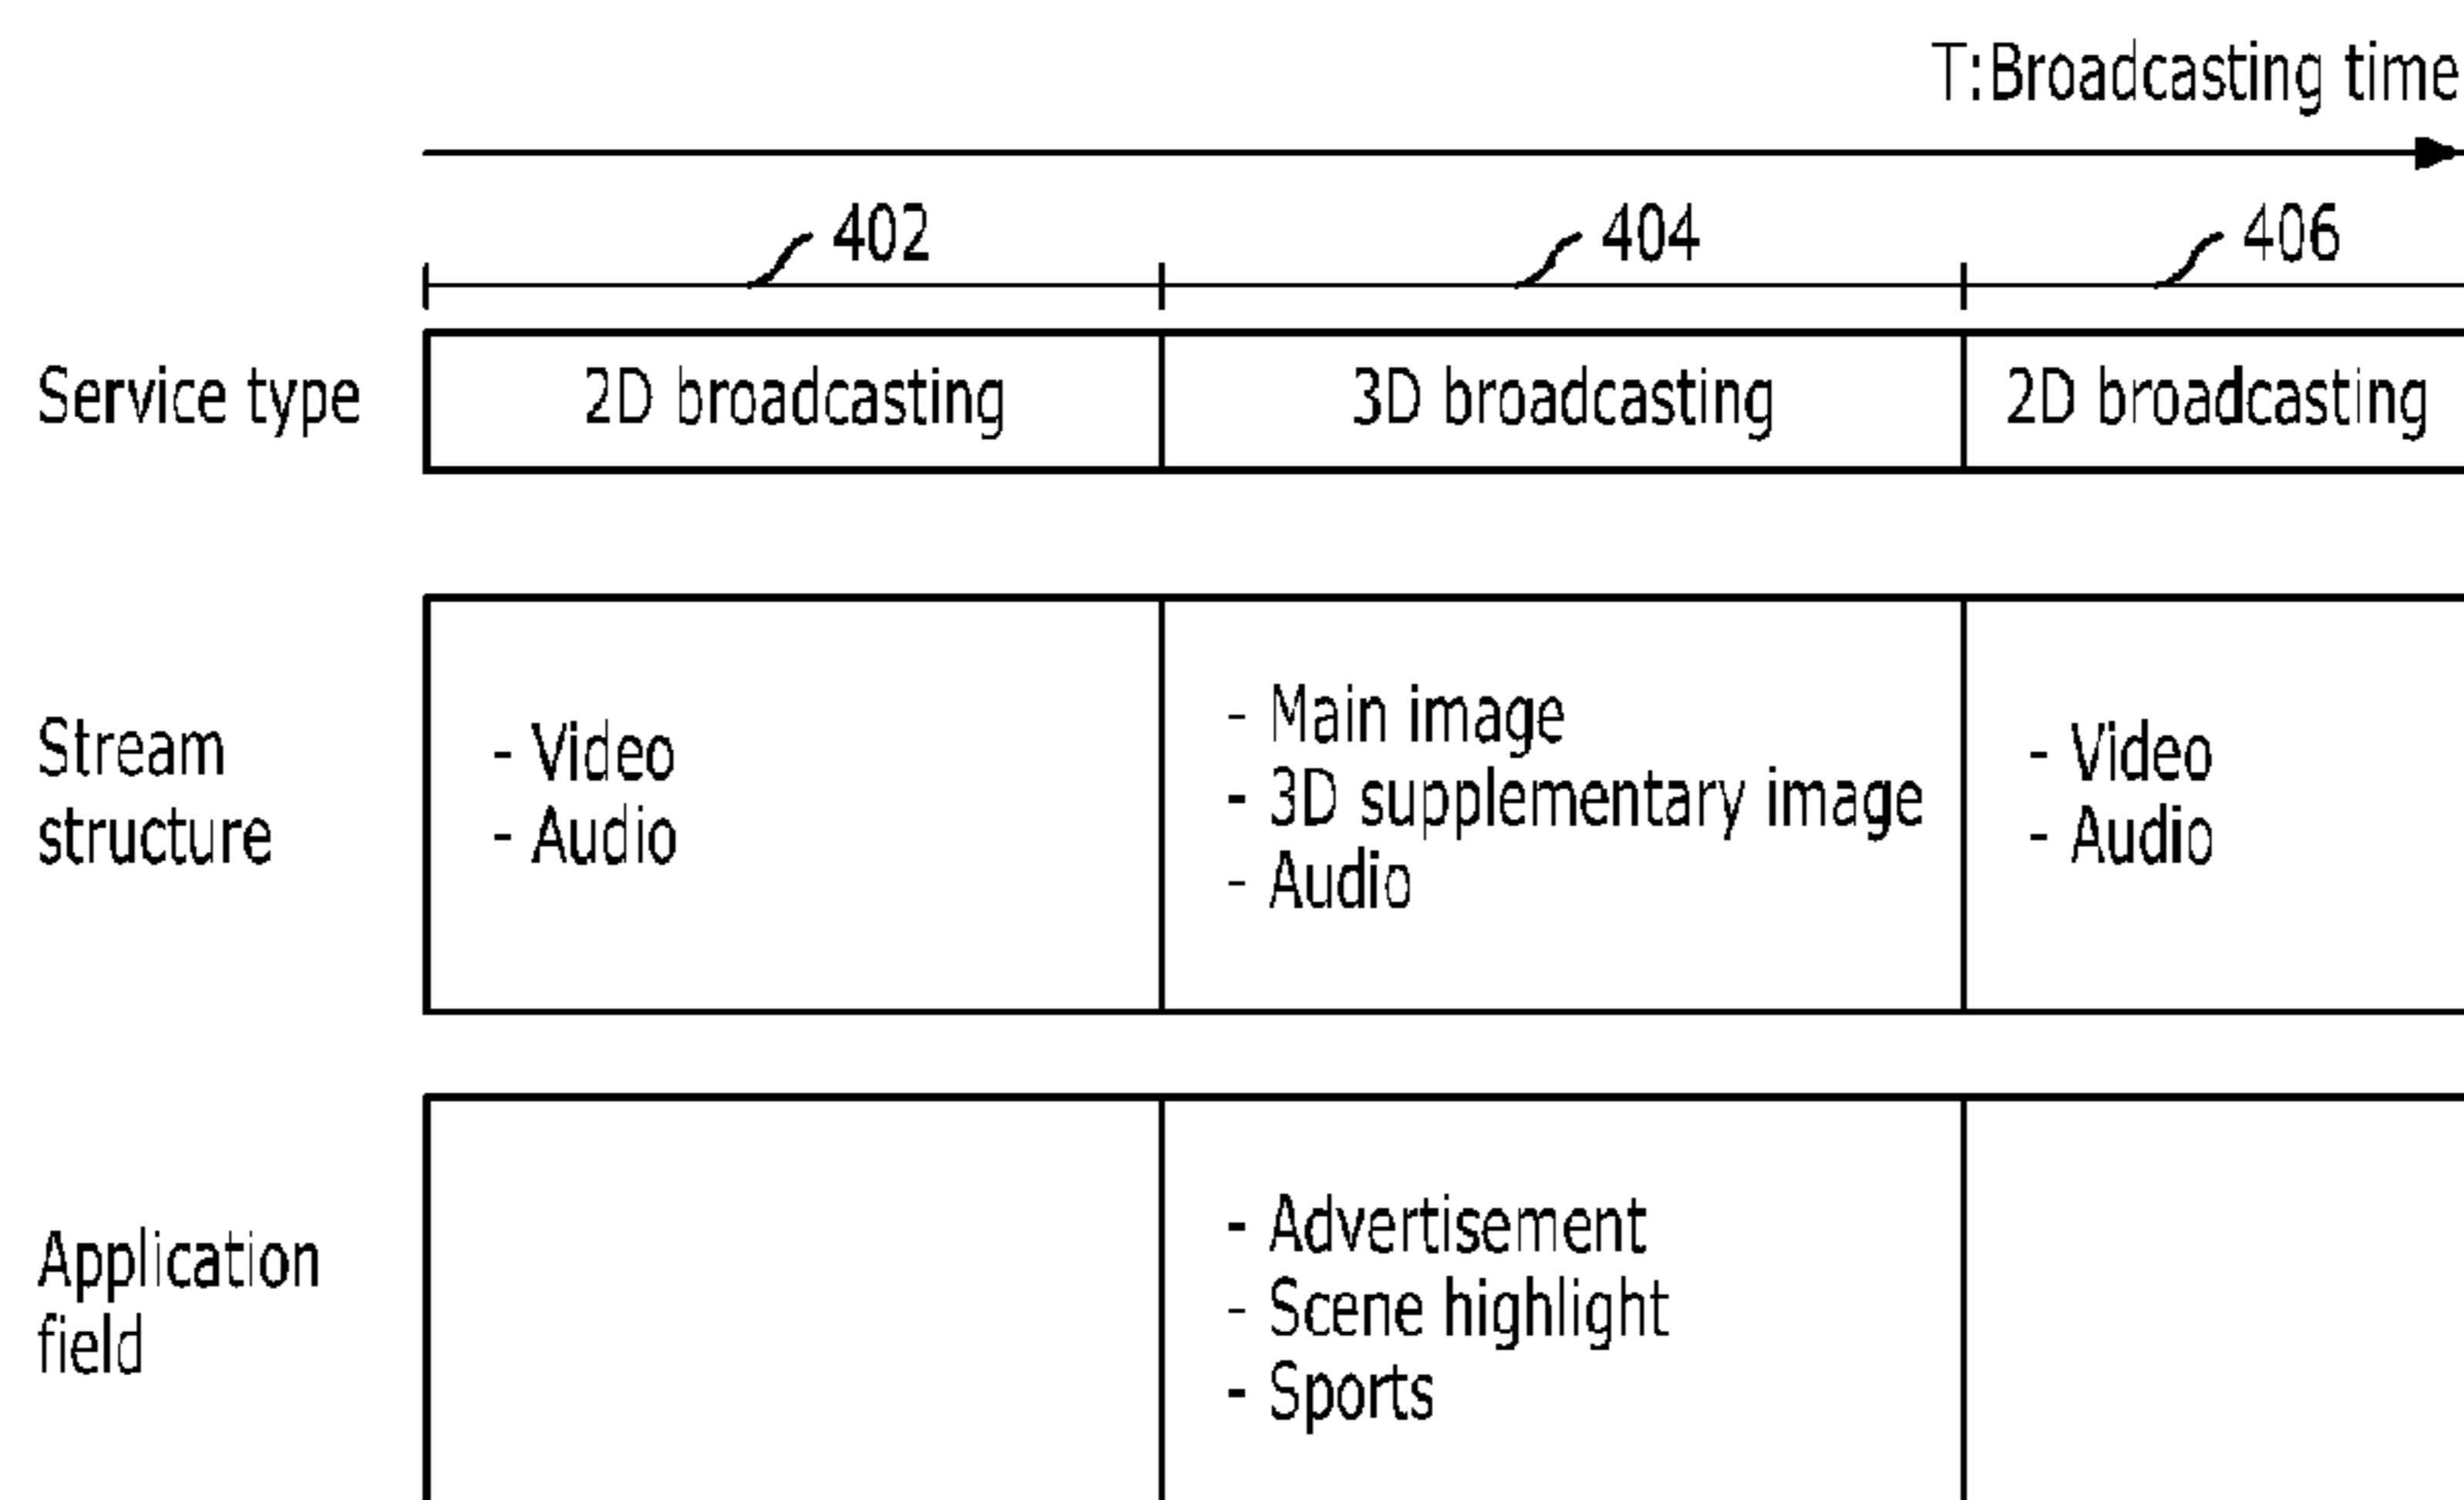 T:Broadcasting time
402 404 406
Service type 2D broadcasting 3D broadcasting 2D broadcasting
Stream
structure
- Video
- Audio
- Main image
- 3D supplementary image
- Audio
- Video
- Audio
Application
field
- Advertisement
- Scene highlight
- Sports